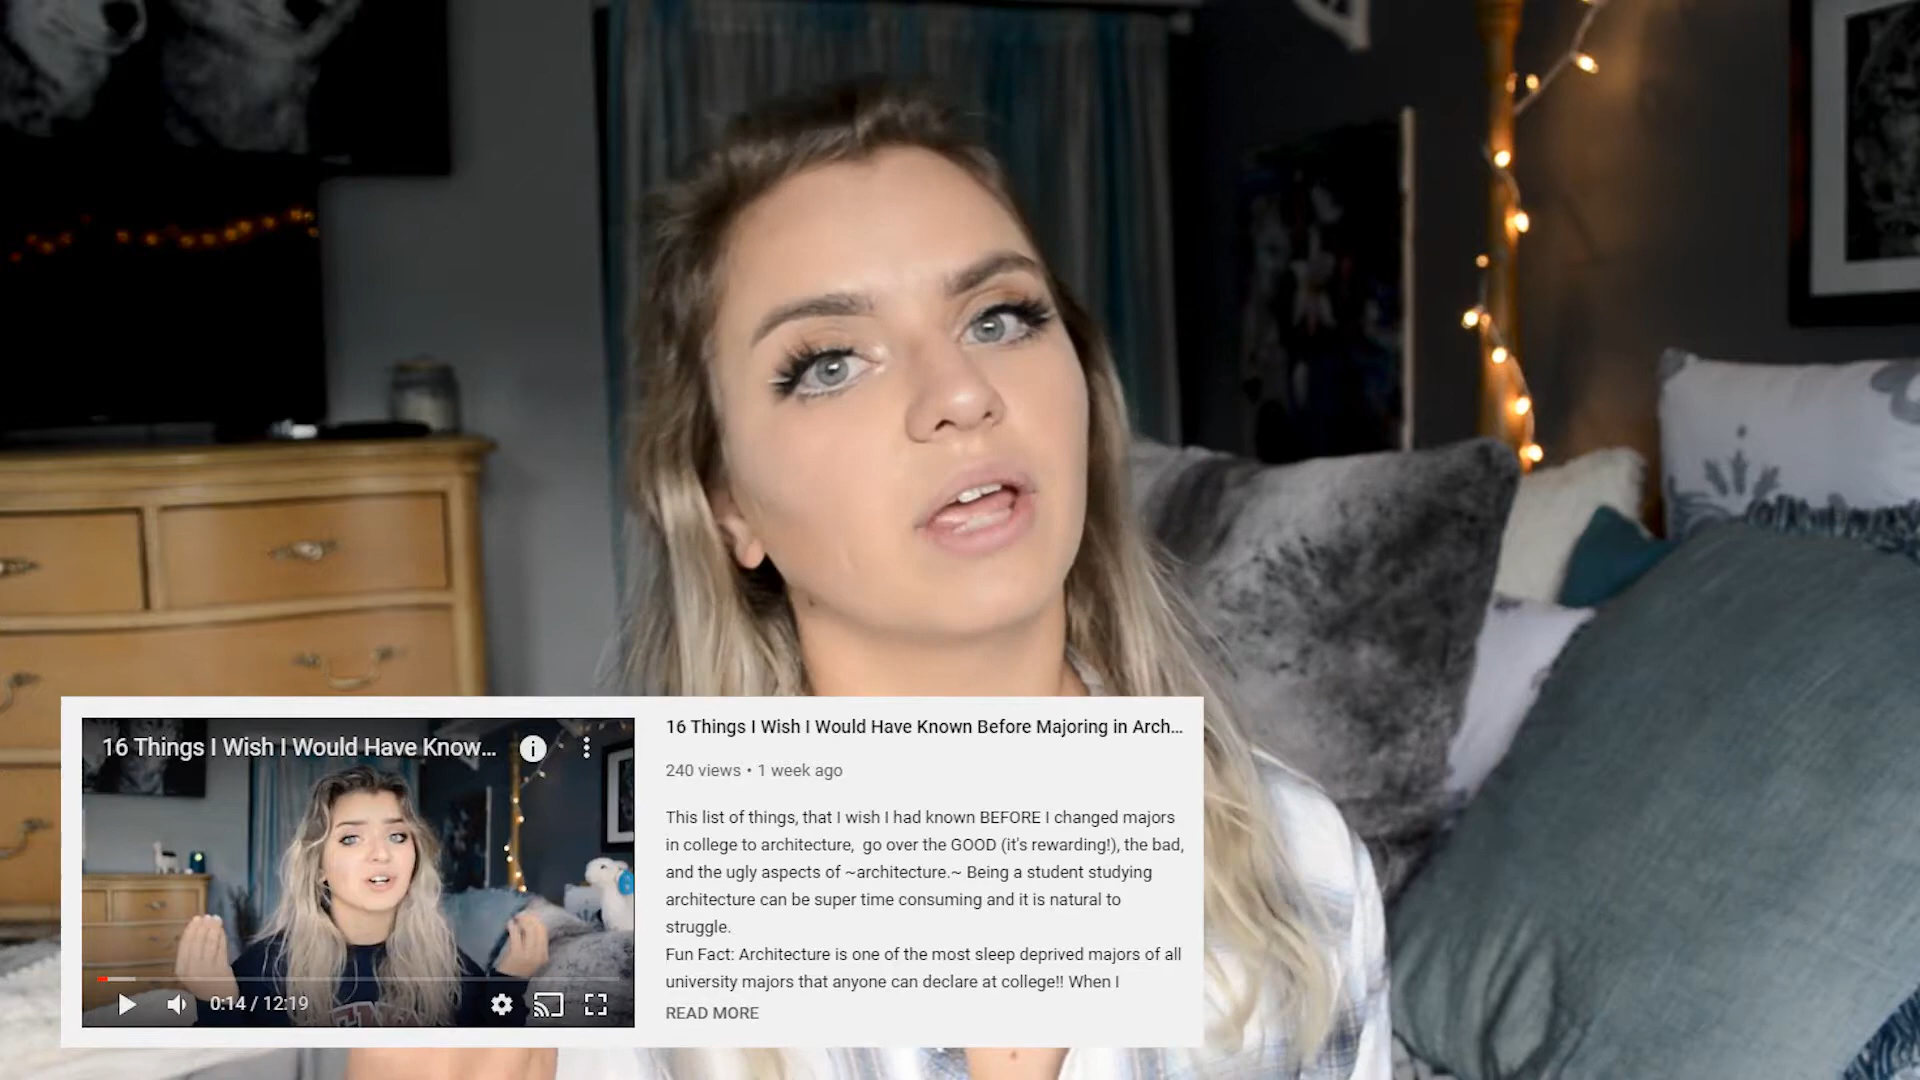 16 Things I Wish I Would Have Know...
0:14 / 12:19
16 Things I Wish I Would Have Known Before Majoring in Arch...
240 views • 1 week ago
This list of things, that I wish I had known BEFORE I changed majors
in college to architecture,  go over the GOOD (it's rewarding!), the bad,
and the ugly aspects of ~architecture.~ Being a student studying
architecture can be super time consuming and it is natural to
struggle.
Fun Fact: Architecture is one of the most sleep deprived majors of all
university majors that anyone can declare at college!! When I
READ MORE